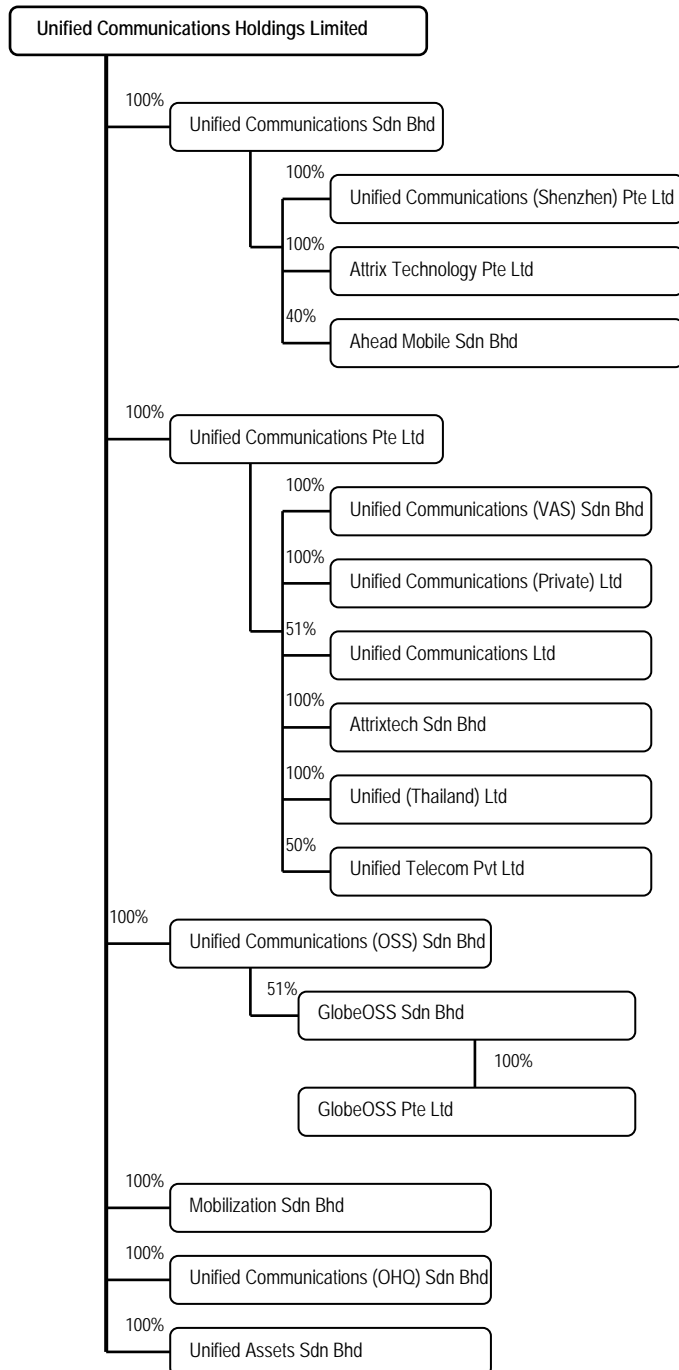 Unified Communications Holdings Limited
100%
Unified Communications Sdn Bhd
100%
Unified Communications (Shenzhen) Pte Ltd
100%
Attrix Technology Pte Ltd
40%
Ahead Mobile Sdn Bhd
100%
Unified Communications Pte Ltd
100%
Unified Communications (VAS) Sdn Bhd
100%
Unified Communications (Private) Ltd
51%
Unified Communications Ltd
100%
Attrixtech Sdn Bhd
100%
Unified (Thailand) Ltd
50%
Unified Telecom Pvt Ltd
100%
Unified Communications (OSS) Sdn Bhd
51%
GlobeOSS Sdn Bhd
100%
GlobeOSS Pte Ltd
100%
Mobilization Sdn Bhd
100%
Unified Communications (OHQ) Sdn Bhd
100%
Unified Assets Sdn Bhd